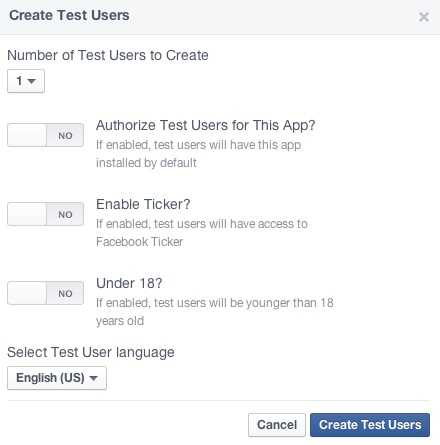 Create Test Users
Number of Test Users to Create
1
NO
Authorize Test Users for This App?
If enabled, test users will have this app
installed by default
NO
Enable Ticker?
If enabled, test users will have access to
Facebook Ticker
NO
Under 18?
If enabled, test users will be younger than 18
years old
Select Test User language
English (US)
Cancel
Create Test Users